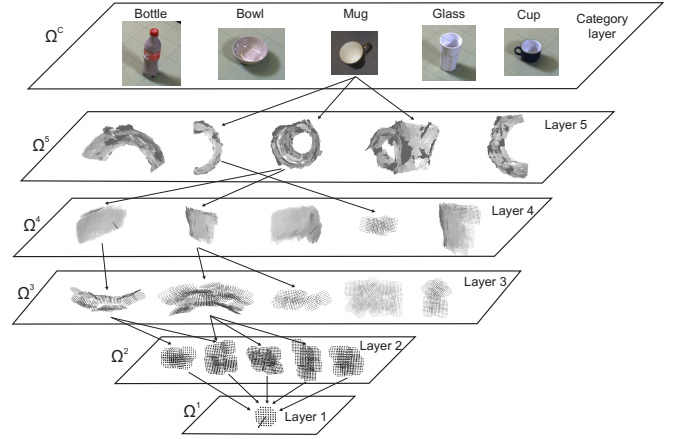 Bottle Bowl Mug Glass Cup
Ω^C Category
layer
Ω^5 Layer 5
Ω^4 Layer 4
Ω^3 Layer 3
Ω^2 Layer 2
Ω^1 Layer 1